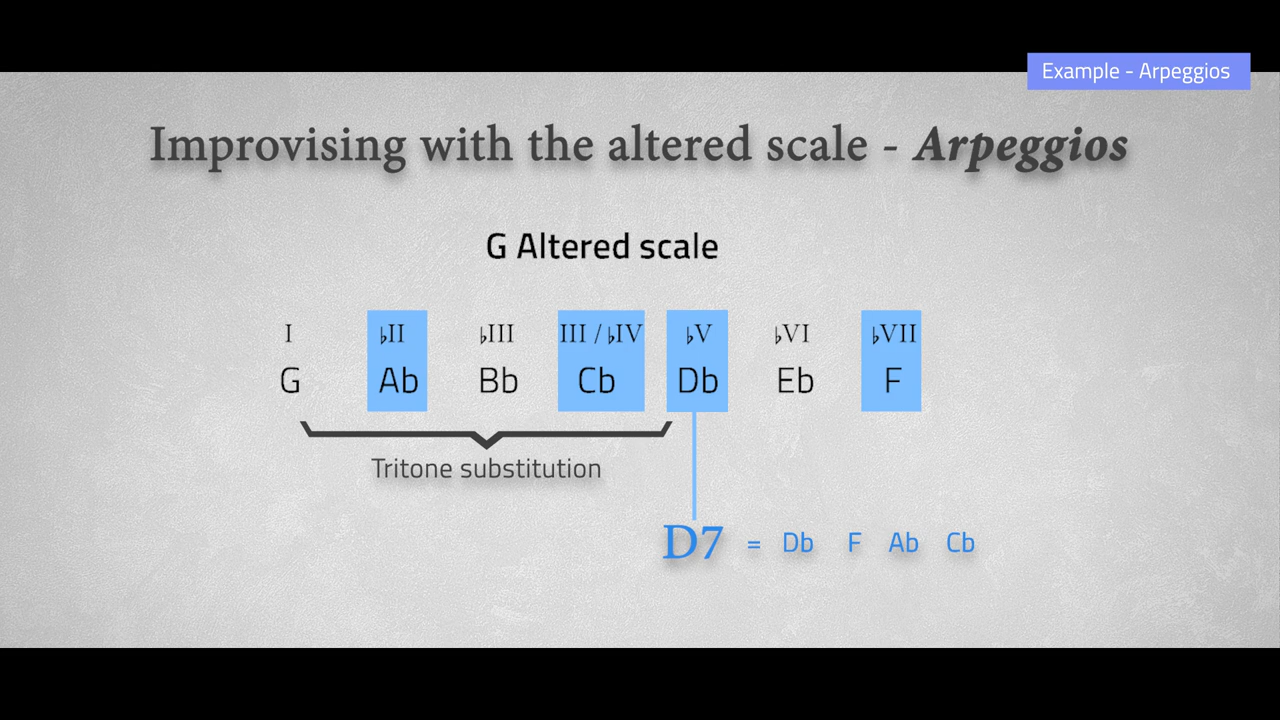 Example - Arpeggios
Improvising with the altered scale - Arpeggios
G Altered scale
I ♭II ♭III III / ♭IV ♭V ♭VI ♭VII
G Ab Bb Cb Db Eb F
Tritone substitution
D7 = Db F Ab Cb